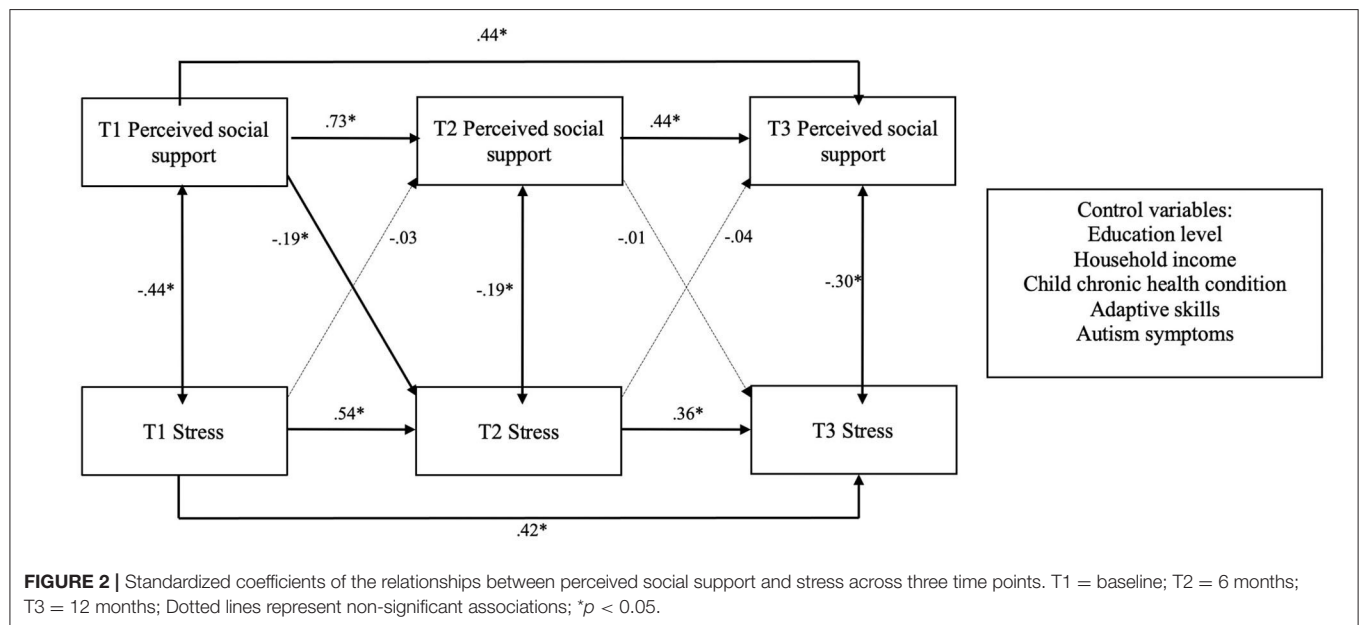 .44*
T1 Perceived social
support
.73*
T2 Perceived social
support
.44*
T3 Perceived social
support
-.19*
-.03
-.01
-.04
-.44*
-.19*
-.30*
T1 Stress
.54*
T2 Stress
.36*
T3 Stress
.42*
Control variables:
Education level
Household income
Child chronic health condition
Adaptive skills
Autism symptoms
FIGURE 2 | Standardized coefficients of the relationships between perceived social support and stress across three time points. T1 = baseline; T2 = 6 months;
T3 = 12 months; Dotted lines represent non-significant associations; *p < 0.05.